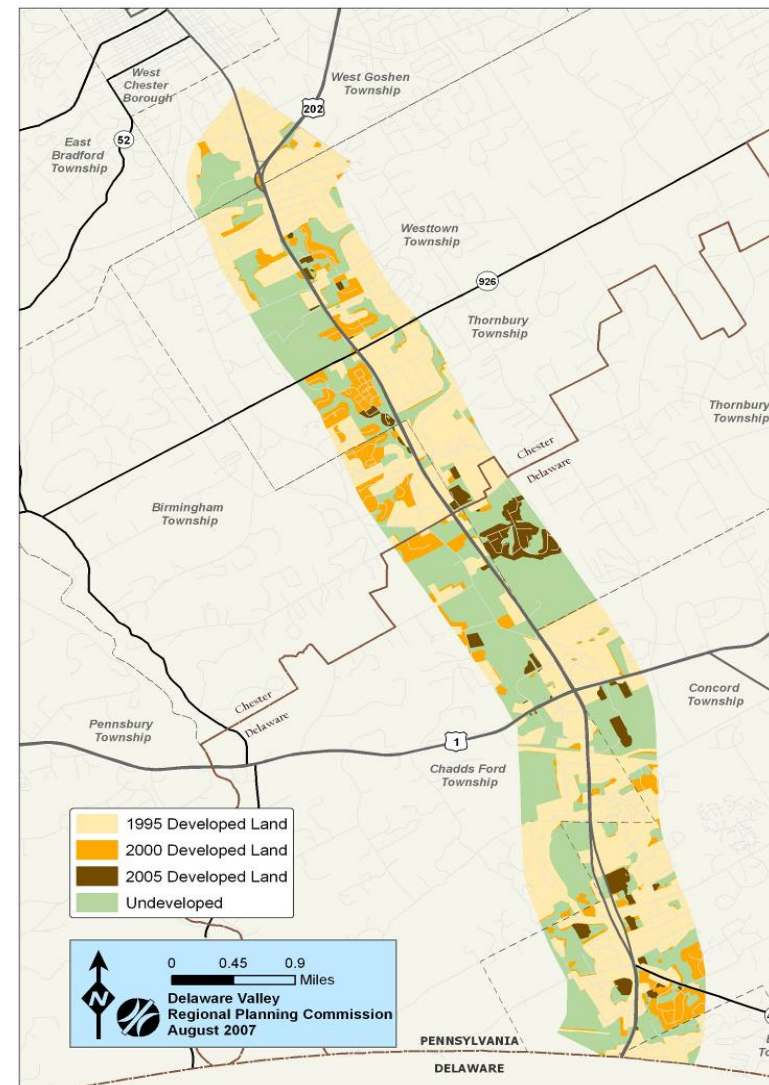 West
Chester
Borough
West Goshen
Township
202
52
East
Bradford
Township
Westtown
Township
926
Thornbury
Township
Thornbury
Township
Chester
Delaware
Birmingham
Township
Chester
Delaware
Concord
Township
Pennsbury
Township
1
Chadds Ford
Township
1995 Developed Land
2000 Developed Land
2005 Developed Land
Undeveloped
0 0.45 0.9
Miles
N
Delaware Valley
Regional Planning Commission
August 2007
PENNSYLVANIA
DELAWARE